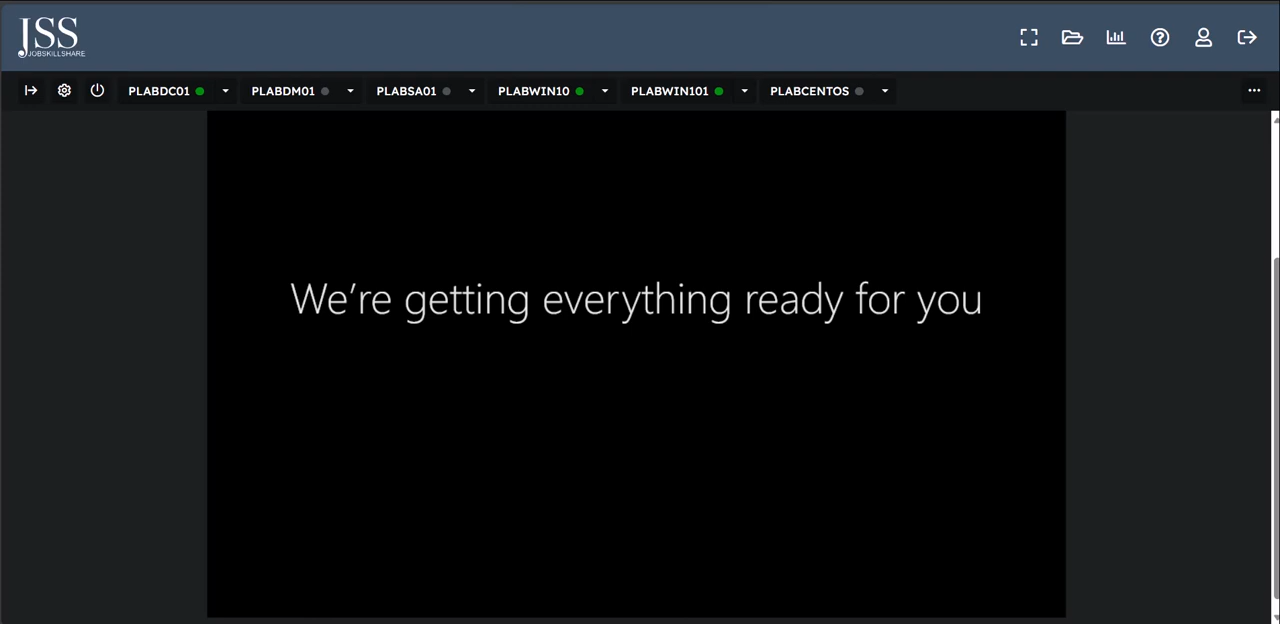 JSS
JOBSKILLSHARE
PLABDC01 PLABDM01 PLABSA01 PLABWIN10 PLABWIN101 PLABCENTOS
We're getting everything ready for you